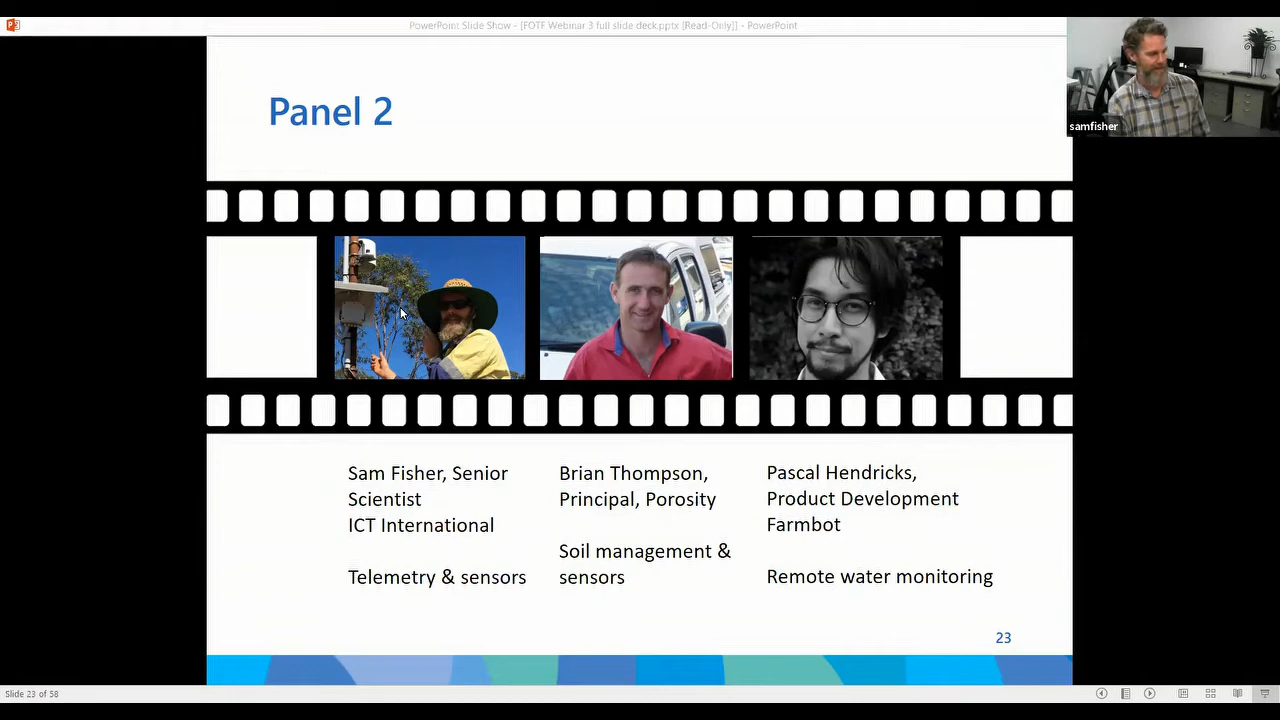 PowerPoint Slide Show - [FOTF Webinar 3 full slide deck.pptx [Read-Only]] - PowerPoint
samfisher
Panel 2
Sam Fisher, Senior
Scientist
ICT International
Telemetry & sensors
Brian Thompson,
Principal, Porosity
Soil management &
sensors
Pascal Hendricks,
Product Development
Farmbot
Remote water monitoring
23
Slide 23 of 58